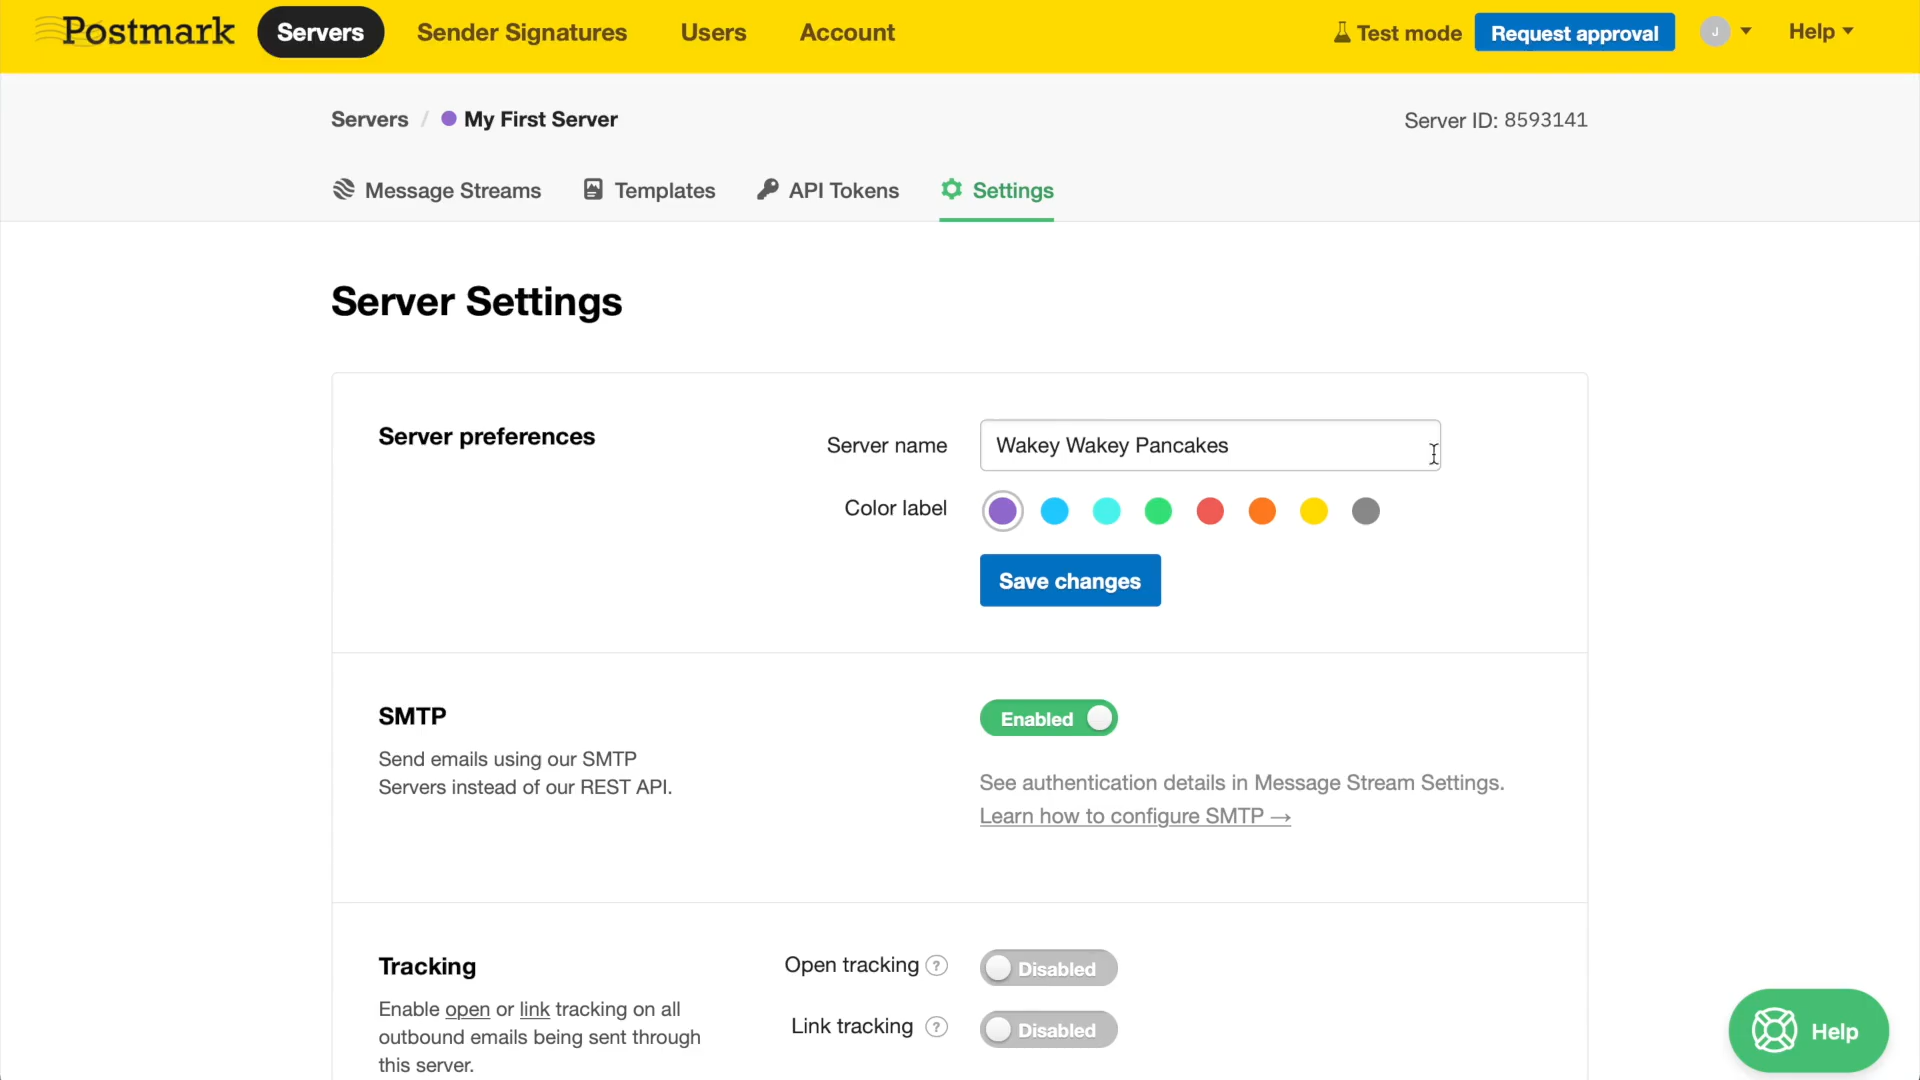 Postmark
Servers
Sender Signatures
Users
Account
Test mode
Request approval
J
Help
Servers / My First Server
Server ID: 8593141
Message Streams
Templates
API Tokens
Settings
Server Settings
Server preferences
Server name
Wakey Wakey Pancakes
Color label
Save changes
SMTP
Enabled
Send emails using our SMTP
Servers instead of our REST API.
See authentication details in Message Stream Settings.
Learn how to configure SMTP →
Tracking
Open tracking ?
Disabled
Enable open or link tracking on all
outbound emails being sent through
this server.
Link tracking ?
Disabled
Help